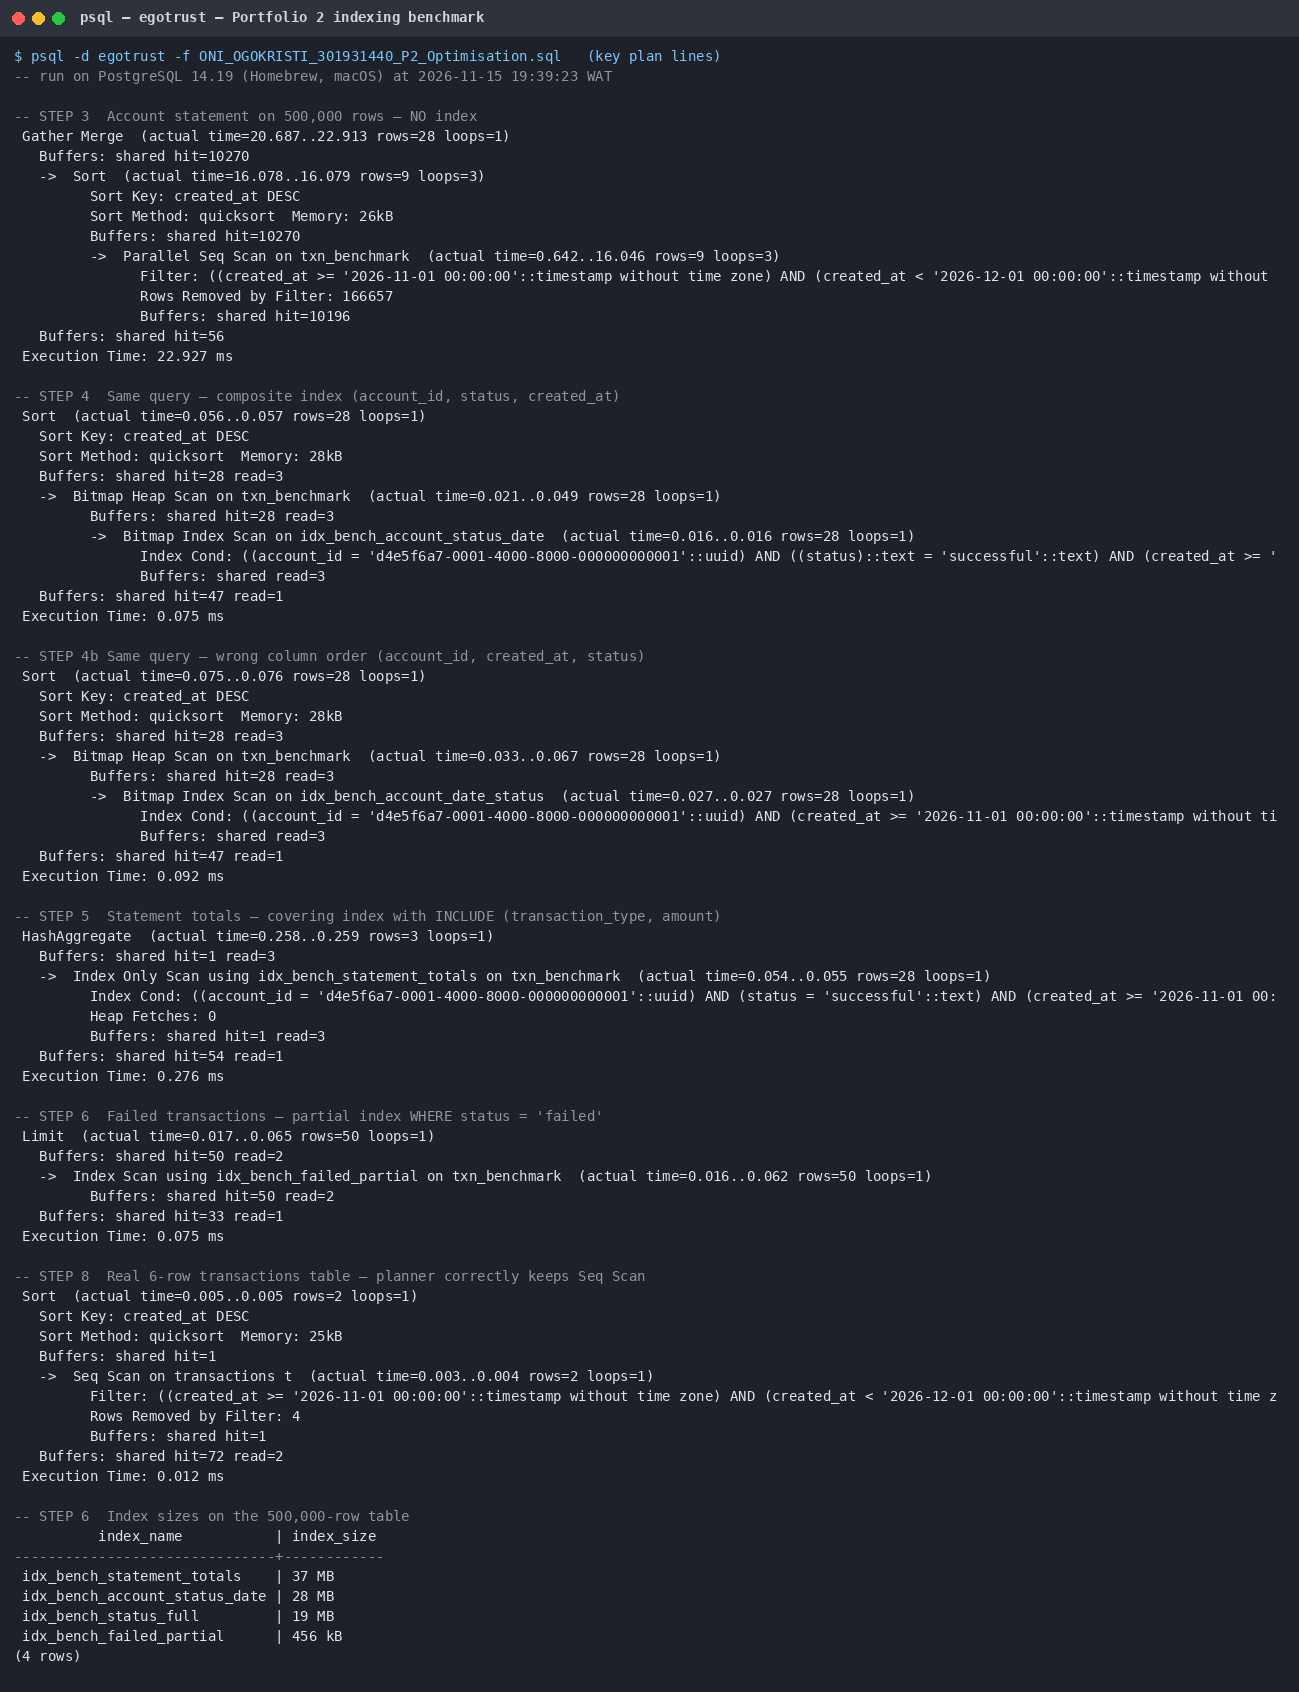 psql — egotrust — Portfolio 2 indexing benchmark
$ psql -d egotrust -f ONI_OGOKRISTI_301931440_P2_Optimisation.sql   (key plan lines)
-- run on PostgreSQL 14.19 (Homebrew, macOS) at 2026-11-15 19:39:23 WAT
-- STEP 3  Account statement on 500,000 rows — NO index
 Gather Merge  (actual time=20.687..22.913 rows=28 loops=1)
   Buffers: shared hit=10270
   ->  Sort  (actual time=16.078..16.079 rows=9 loops=3)
         Sort Key: created_at DESC
         Sort Method: quicksort  Memory: 26kB
         Buffers: shared hit=10270
         ->  Parallel Seq Scan on txn_benchmark  (actual time=0.642..16.046 rows=9 loops=3)
               Filter: ((created_at >= '2026-11-01 00:00:00'::timestamp without time zone) AND (created_at < '2026-12-01 00:00:00'::timestamp without
               Rows Removed by Filter: 166657
               Buffers: shared hit=10196
   Buffers: shared hit=56
 Execution Time: 22.927 ms
-- STEP 4  Same query — composite index (account_id, status, created_at)
 Sort  (actual time=0.056..0.057 rows=28 loops=1)
   Sort Key: created_at DESC
   Sort Method: quicksort  Memory: 28kB
   Buffers: shared hit=28 read=3
   ->  Bitmap Heap Scan on txn_benchmark  (actual time=0.021..0.049 rows=28 loops=1)
         Buffers: shared hit=28 read=3
         ->  Bitmap Index Scan on idx_bench_account_status_date  (actual time=0.016..0.016 rows=28 loops=1)
               Index Cond: ((account_id = 'd4e5f6a7-0001-4000-8000-000000000001'::uuid) AND ((status)::text = 'successful'::text) AND (created_at >= '
               Buffers: shared read=3
   Buffers: shared hit=47 read=1
 Execution Time: 0.075 ms
-- STEP 4b Same query — wrong column order (account_id, created_at, status)
 Sort  (actual time=0.075..0.076 rows=28 loops=1)
   Sort Key: created_at DESC
   Sort Method: quicksort  Memory: 28kB
   Buffers: shared hit=28 read=3
   ->  Bitmap Heap Scan on txn_benchmark  (actual time=0.033..0.067 rows=28 loops=1)
         Buffers: shared hit=28 read=3
         ->  Bitmap Index Scan on idx_bench_account_date_status  (actual time=0.027..0.027 rows=28 loops=1)
               Index Cond: ((account_id = 'd4e5f6a7-0001-4000-8000-000000000001'::uuid) AND (created_at >= '2026-11-01 00:00:00'::timestamp without ti
               Buffers: shared read=3
   Buffers: shared hit=47 read=1
 Execution Time: 0.092 ms
-- STEP 5  Statement totals — covering index with INCLUDE (transaction_type, amount)
 HashAggregate  (actual time=0.258..0.259 rows=3 loops=1)
   Buffers: shared hit=1 read=3
   ->  Index Only Scan using idx_bench_statement_totals on txn_benchmark  (actual time=0.054..0.055 rows=28 loops=1)
         Index Cond: ((account_id = 'd4e5f6a7-0001-4000-8000-000000000001'::uuid) AND (status = 'successful'::text) AND (created_at >= '2026-11-01 00:
         Heap Fetches: 0
         Buffers: shared hit=1 read=3
   Buffers: shared hit=54 read=1
 Execution Time: 0.276 ms
-- STEP 6  Failed transactions — partial index WHERE status = 'failed'
 Limit  (actual time=0.017..0.065 rows=50 loops=1)
   Buffers: shared hit=50 read=2
   ->  Index Scan using idx_bench_failed_partial on txn_benchmark  (actual time=0.016..0.062 rows=50 loops=1)
         Buffers: shared hit=50 read=2
   Buffers: shared hit=33 read=1
 Execution Time: 0.075 ms
-- STEP 8  Real 6-row transactions table — planner correctly keeps Seq Scan
 Sort  (actual time=0.005..0.005 rows=2 loops=1)
   Sort Key: created_at DESC
   Sort Method: quicksort  Memory: 25kB
   Buffers: shared hit=1
   ->  Seq Scan on transactions t  (actual time=0.003..0.004 rows=2 loops=1)
         Filter: ((created_at >= '2026-11-01 00:00:00'::timestamp without time zone) AND (created_at < '2026-12-01 00:00:00'::timestamp without time z
         Rows Removed by Filter: 4
         Buffers: shared hit=1
   Buffers: shared hit=72 read=2
 Execution Time: 0.012 ms
-- STEP 6  Index sizes on the 500,000-row table
          index_name           | index_size
-------------------------------+------------
 idx_bench_statement_totals    | 37 MB
 idx_bench_account_status_date | 28 MB
 idx_bench_status_full         | 19 MB
 idx_bench_failed_partial      | 456 kB
(4 rows)